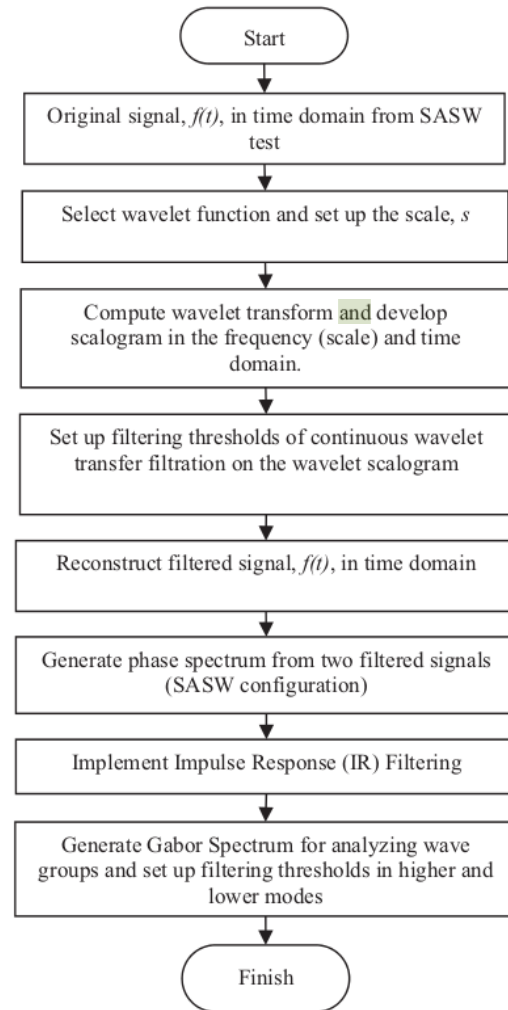 Start
Original signal, f(t), in time domain from SASW
test
Select wavelet function and set up the scale, s
Compute wavelet transform and develop
scalogram in the frequency (scale) and time
domain.
Set up filtering thresholds of continuous wavelet
transfer filtration on the wavelet scalogram
Reconstruct filtered signal, f(t), in time domain
Generate phase spectrum from two filtered signals
(SASW configuration)
Implement Impulse Response (IR) Filtering
Generate Gabor Spectrum for analyzing wave
groups and set up filtering thresholds in higher and
lower modes
Finish